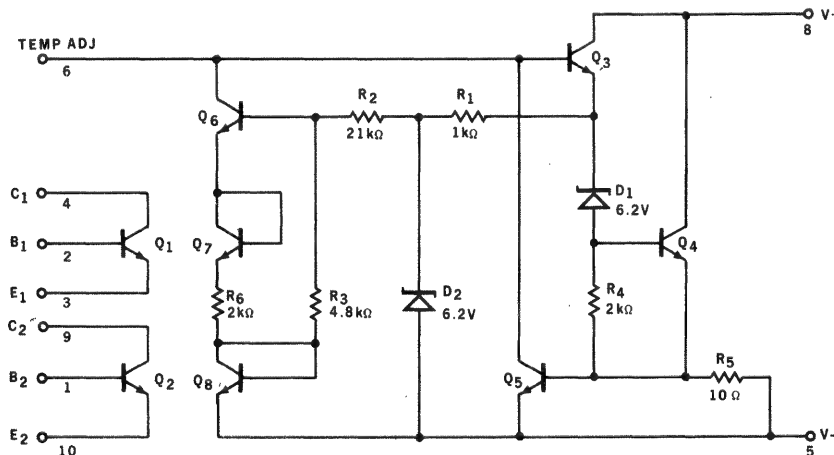 TEMP ADJ
6
V-
8
Q3
R2
21kΩ
R1
1kΩ
Q6
D1
6.2V
C1
4
B1
2
Q1
Q7
Q4
E1
3
R6
2kΩ
R3
4.8kΩ
D2
6.2V
R4
2kΩ
C2
9
B2
1
Q2
Q8
Q5
R5
10 Ω
E2
10
V-
5